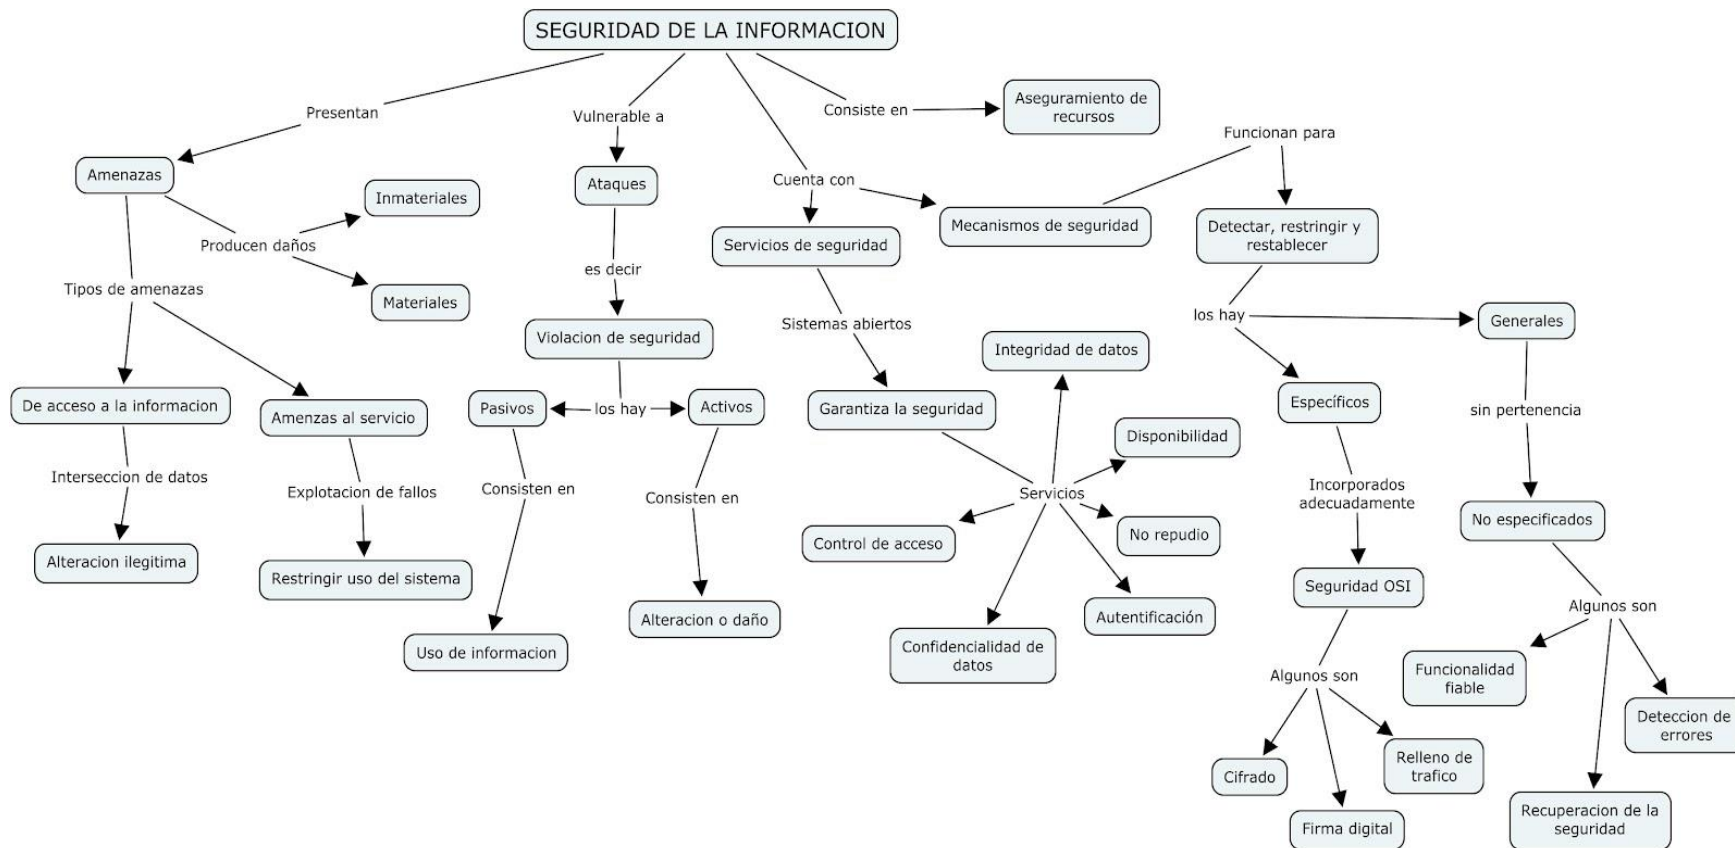 SEGURIDAD DE LA INFORMACION
Presentan
Vulnerable a
Consiste en
Aseguramiento de
recursos
Funcionan para
Amenazas
Inmateriales
Ataques
Cuenta con
Mecanismos de seguridad
Detectar, restringir y
restablecer
Producen daños
Servicios de seguridad
Tipos de amenazas
Materiales
es decir
Sistemas abiertos
los hay
Generales
Violacion de seguridad
Integridad de datos
De acceso a la informacion
Amenzas al servicio
Pasivos
los hay
Activos
Garantiza la seguridad
Específicos
sin pertenencia
Disponibilidad
Interseccion de datos
Explotacion de fallos
Consisten en
Consisten en
Servicios
Incorporados
adecuadamente
No especificados
Control de acceso
No repudio
Alteracion ilegitima
Restringir uso del sistema
Seguridad OSI
Alteracion o daño
Autentificación
Algunos son
Uso de informacion
Confidencialidad de
datos
Algunos son
Funcionalidad
fiable
Deteccion de
errores
Cifrado
Relleno de
trafico
Firma digital
Recuperacion de la
seguridad